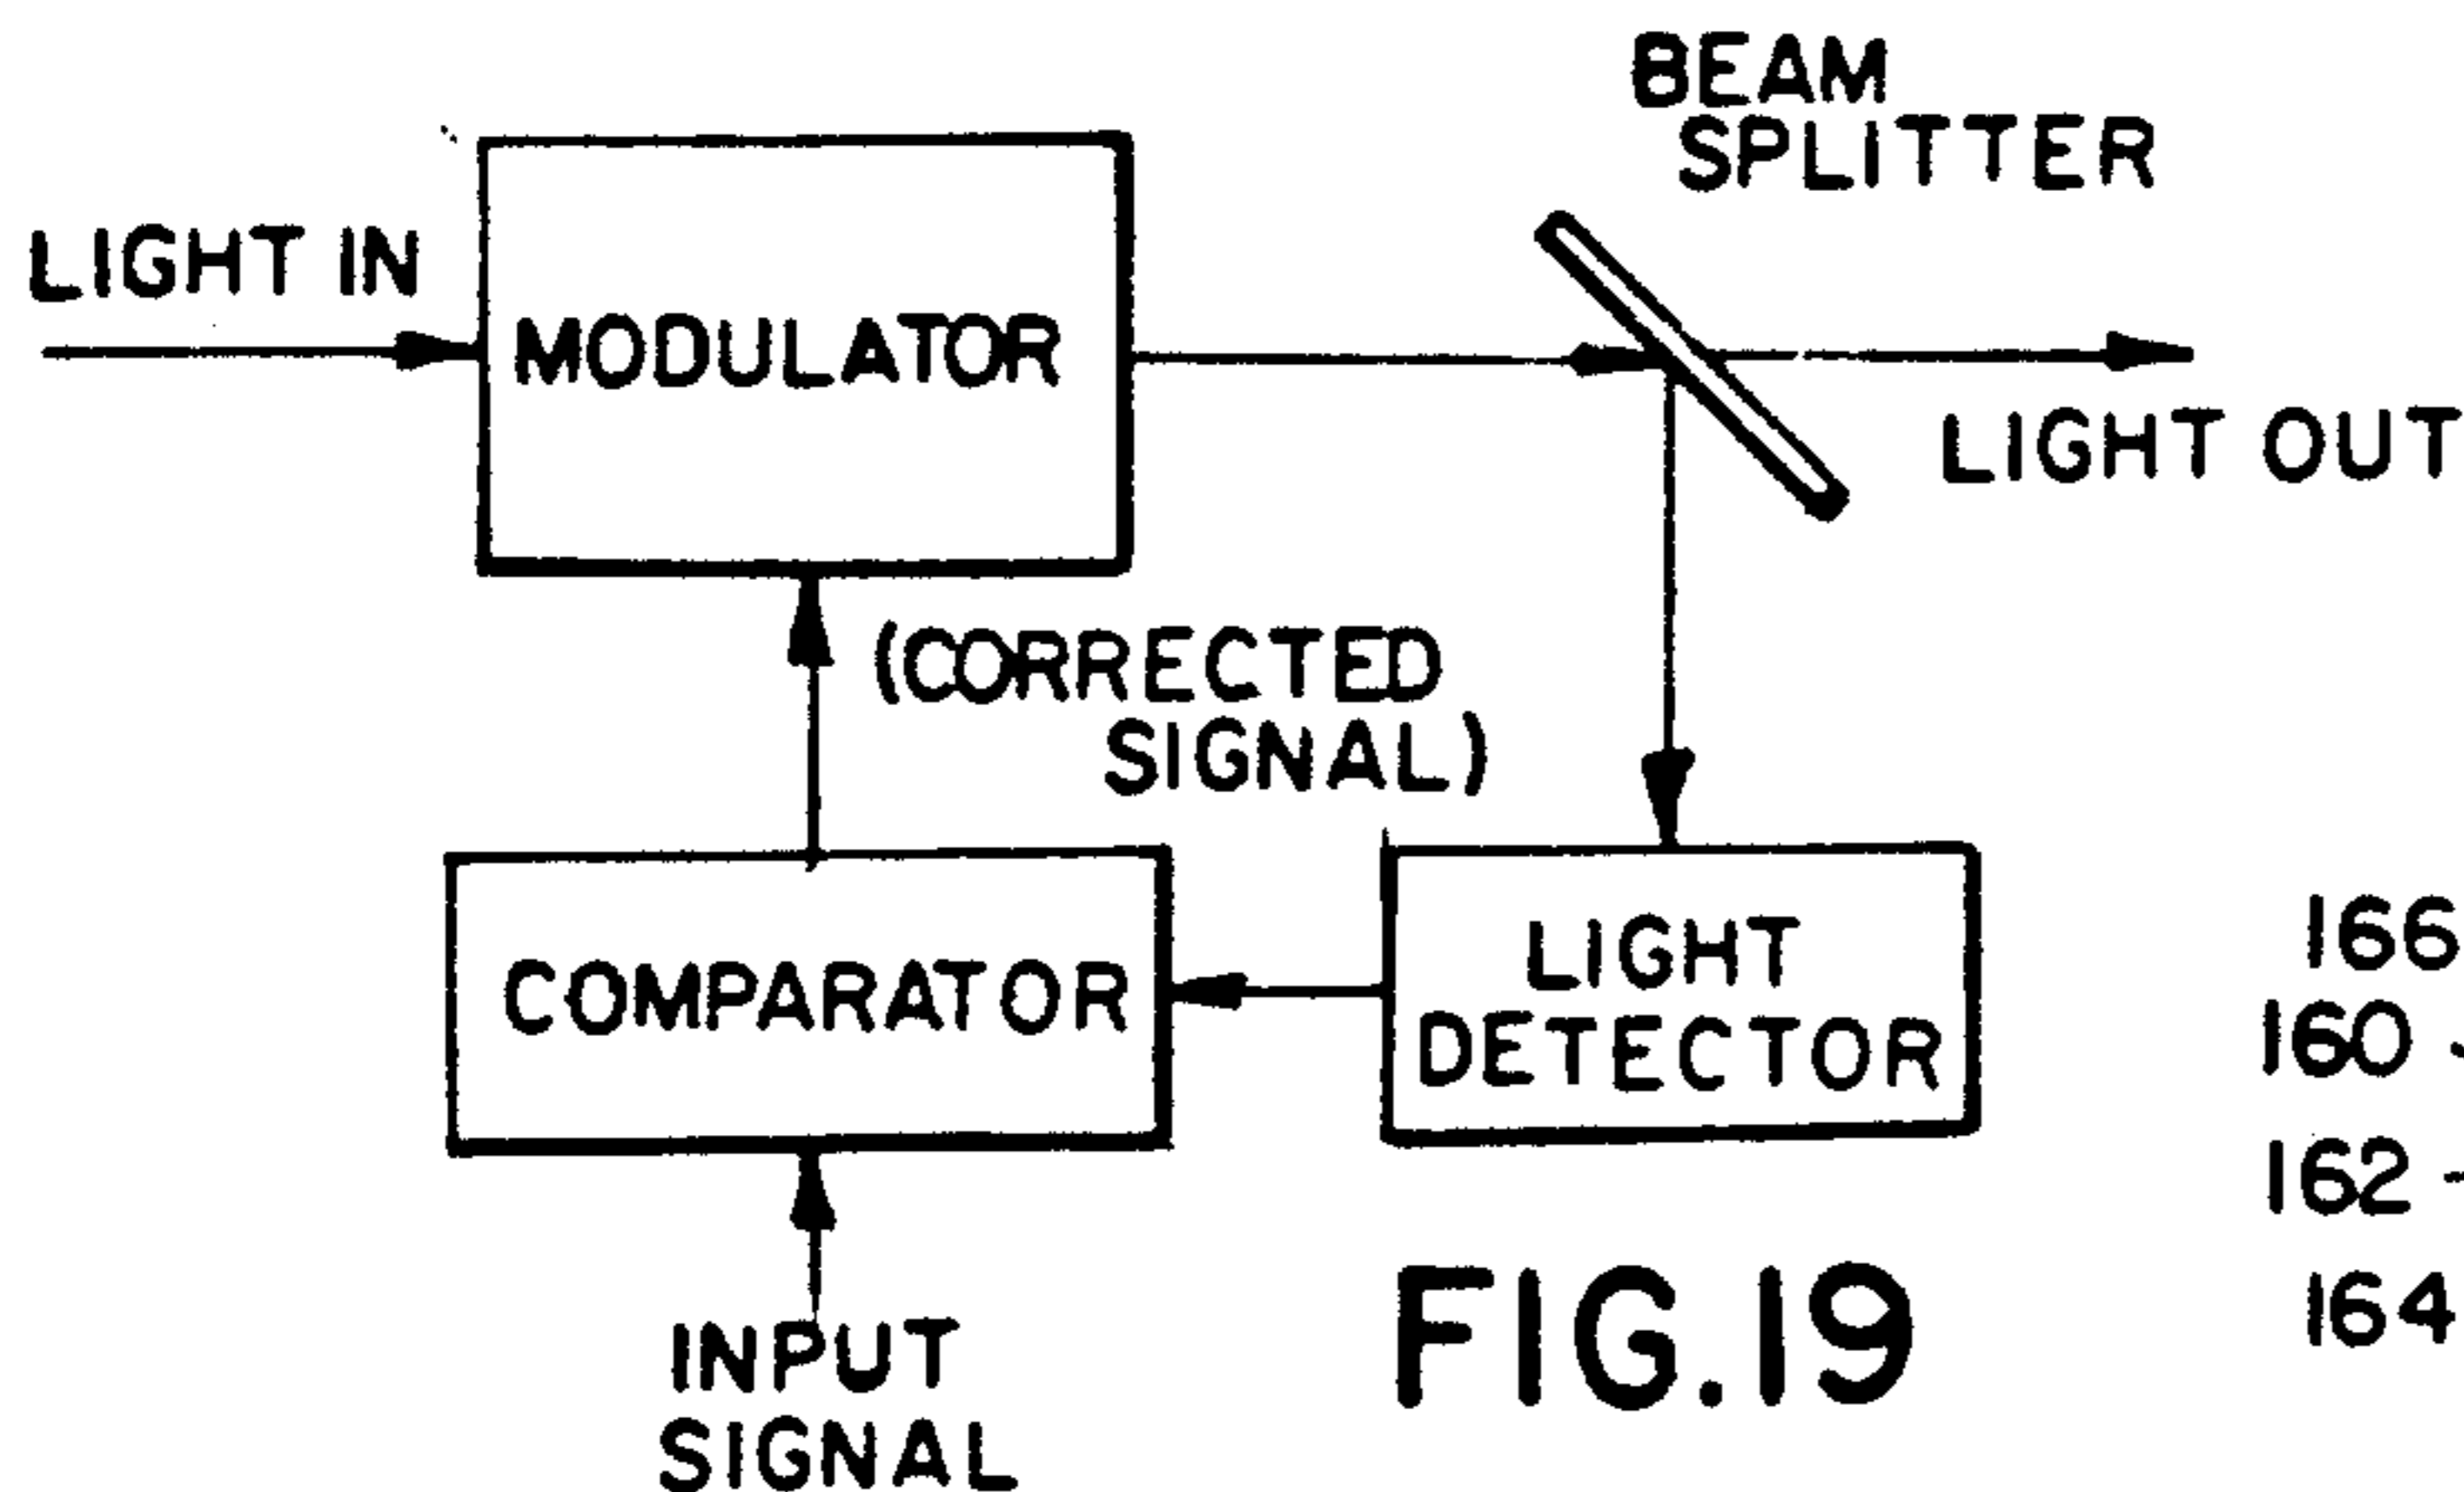 BEAM
SPLITTER
LIGHT IN
MODULATOR
LIGHT OUT
(CORRECTED
SIGNAL)
COMPARATOR
LIGHT
DETECTOR
INPUT
SIGNAL
FIG.19
166
160
162
164